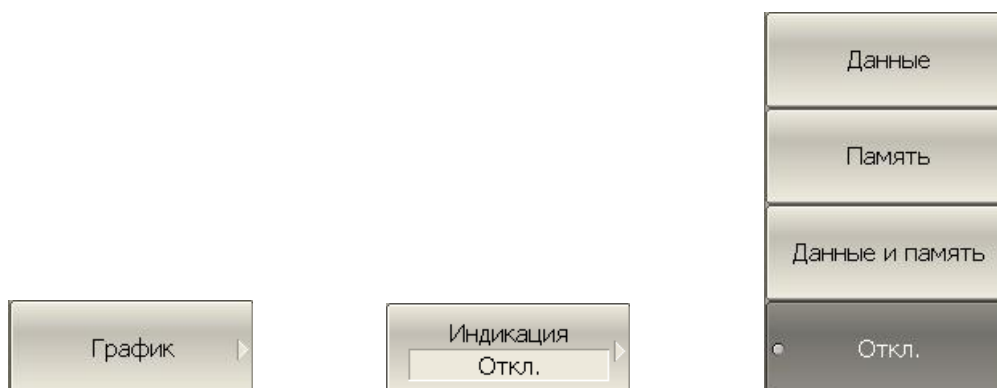 Данные
Память
Данные и память
График
Индикация
Откл.
Откл.